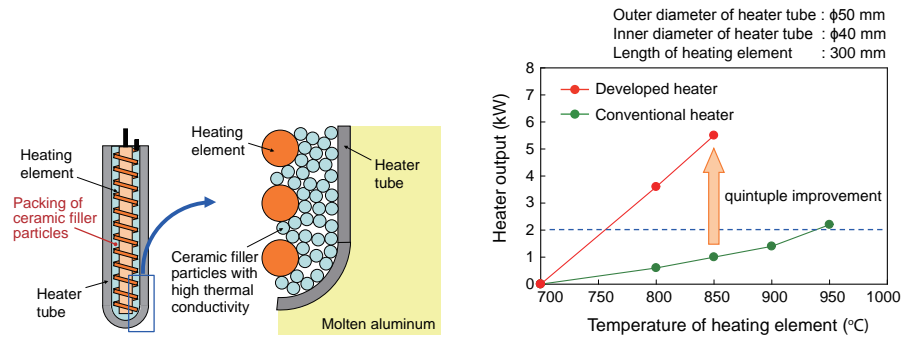 Heating
element
Packing of
ceramic filler
particles
Heater
tube
Heating
element
Heater
tube
Ceramic filler
particles with
high thermal
conductivity
Molten aluminum
Outer diameter of heater tube : ϕ50 mm
Inner diameter of heater tube : ϕ40 mm
Length of heating element : 300 mm
Heater output (kW)
8
7
6
5
4
3
2
1
0
Developed heater
Conventional heater
quintuple improvement
700 750 800 850 900 950 1000
Temperature of heating element (°C)